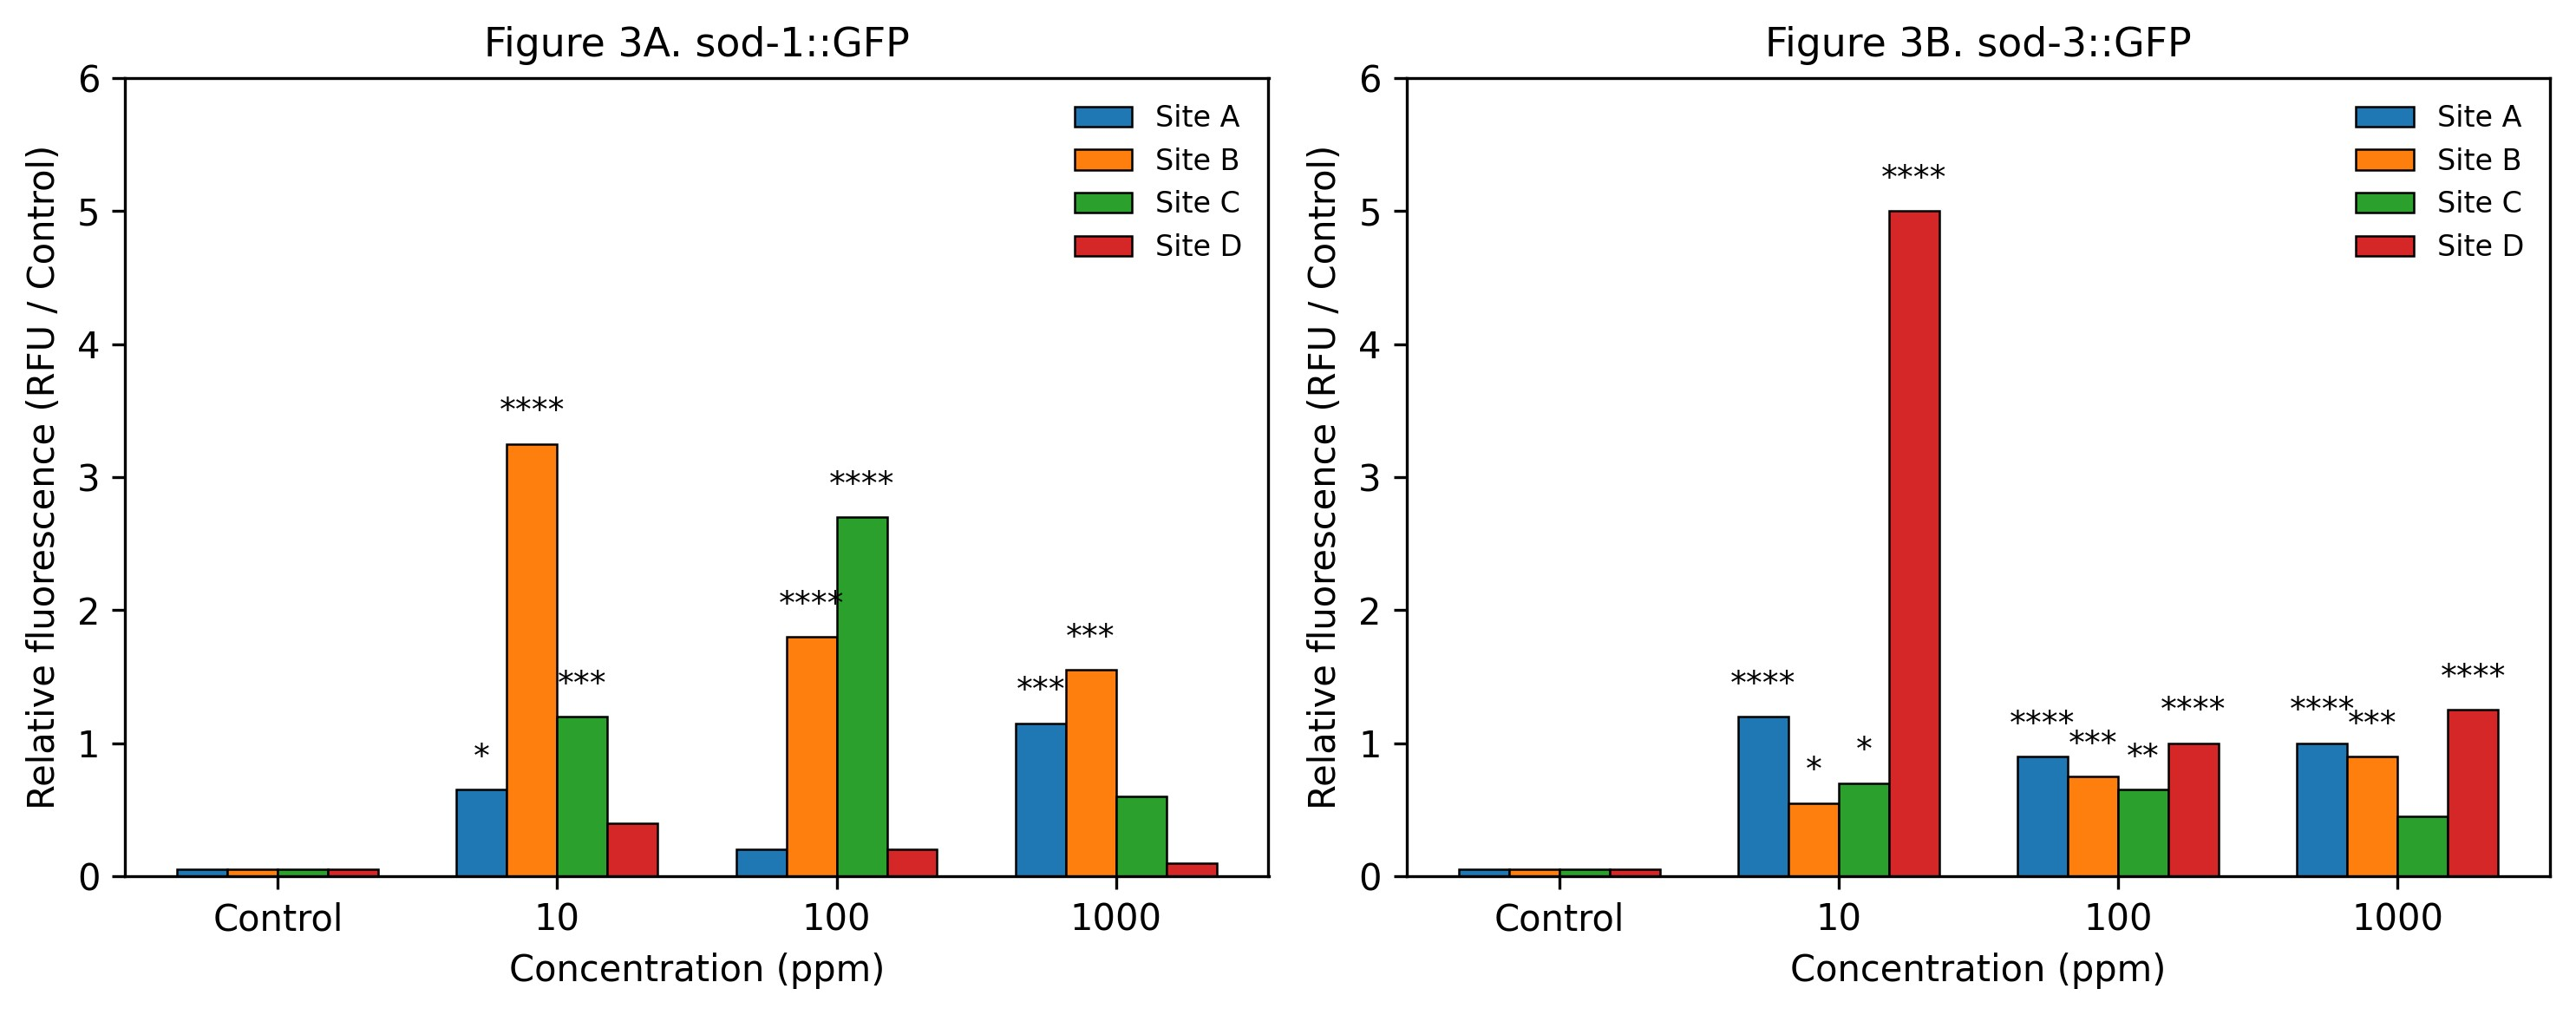 Figure 3A. sod-1::GFP
Relative fluorescence (RFU / Control)
6
5
4
3
2
1
0
Site A
Site B
Site C
Site D
*
****
***
****
****
***
***
Control
10
100
1000
Concentration (ppm)
Figure 3B. sod-3::GFP
Relative fluorescence (RFU / Control)
6
5
4
3
2
1
0
Site A
Site B
Site C
Site D
****
*
*
****
****
***
**
****
****
***
****
Control
10
100
1000
Concentration (ppm)